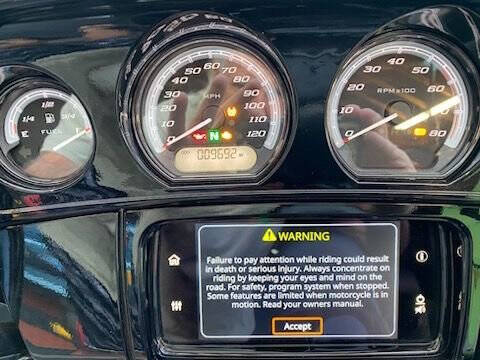 1/2
1/4 3/4
E FUEL F
0 10 20 30 40 50 60 70 80 90 100 110 120
MPH
N
009692
0 10 20 30 40 50 60 70 80
RPMx100
WARNING
Failure to pay attention while riding could result
in death or serious injury. Always concentrate on
riding by keeping your eyes and mind on the
road. For safety, program system when stopped.
Some features are limited when motorcycle is in
motion. Read your owners manual.
Accept